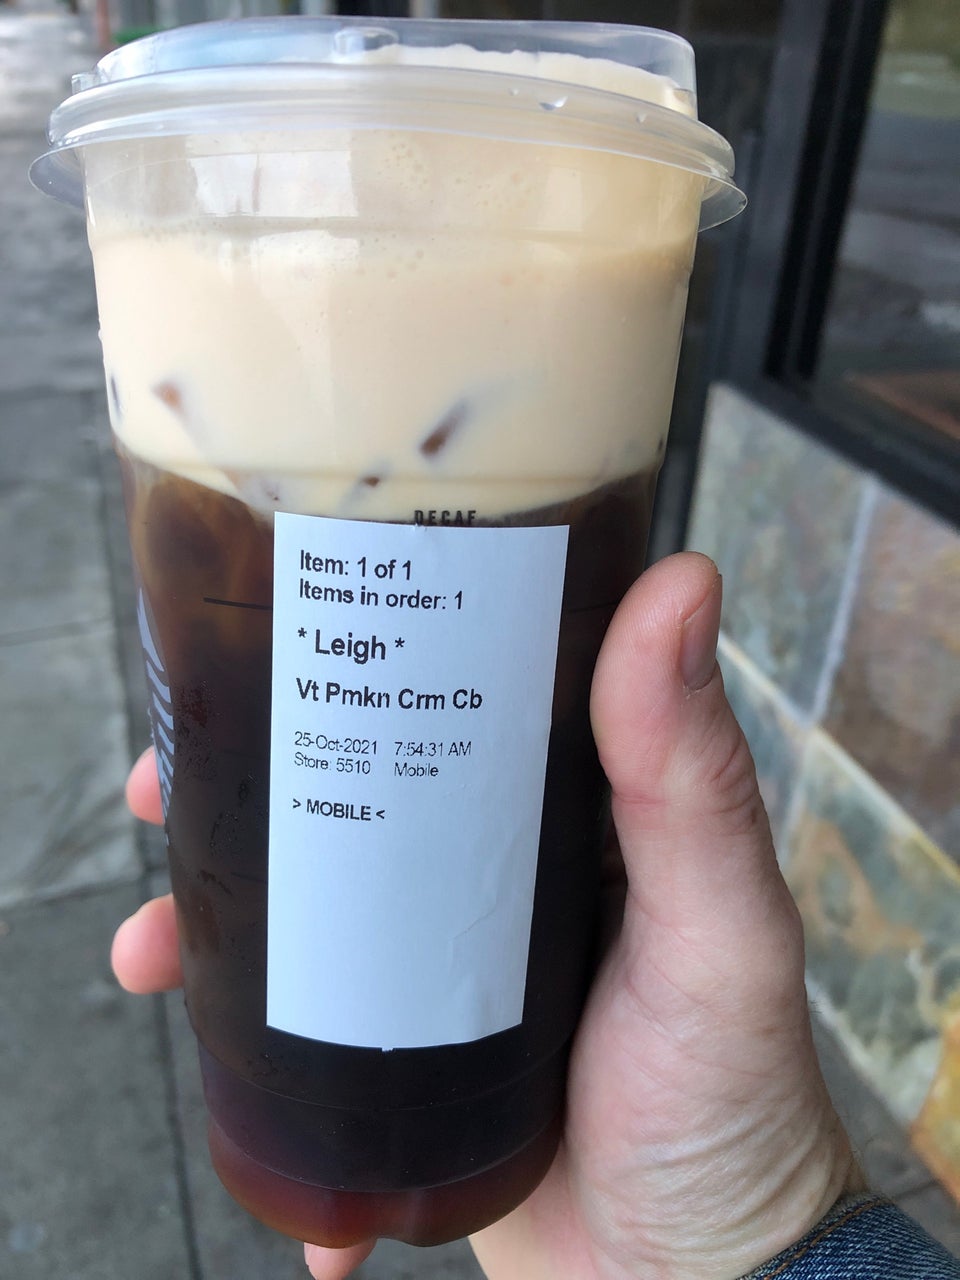 DECAF
Item: 1 of 1
Items in order: 1
* Leigh *
Vt Pmkn Crm Cb
25-Oct-2021 7:54:31 AM
Store: 5510 Mobile
> MOBILE <